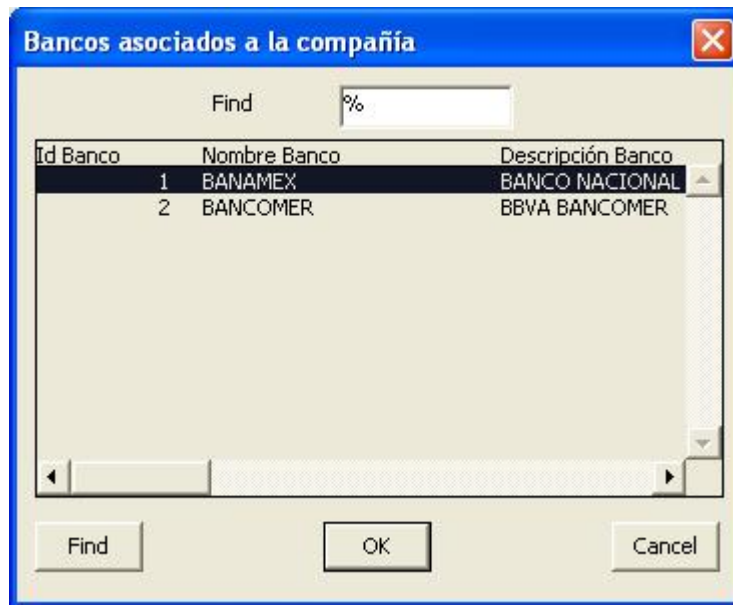 Bancos asociados a la compañía
Find %
Id Banco Nombre Banco Descripción Banco
1 BANAMEX BANCO NACIONAL
2 BANCOMER BBVA BANCOMER
Find OK Cancel